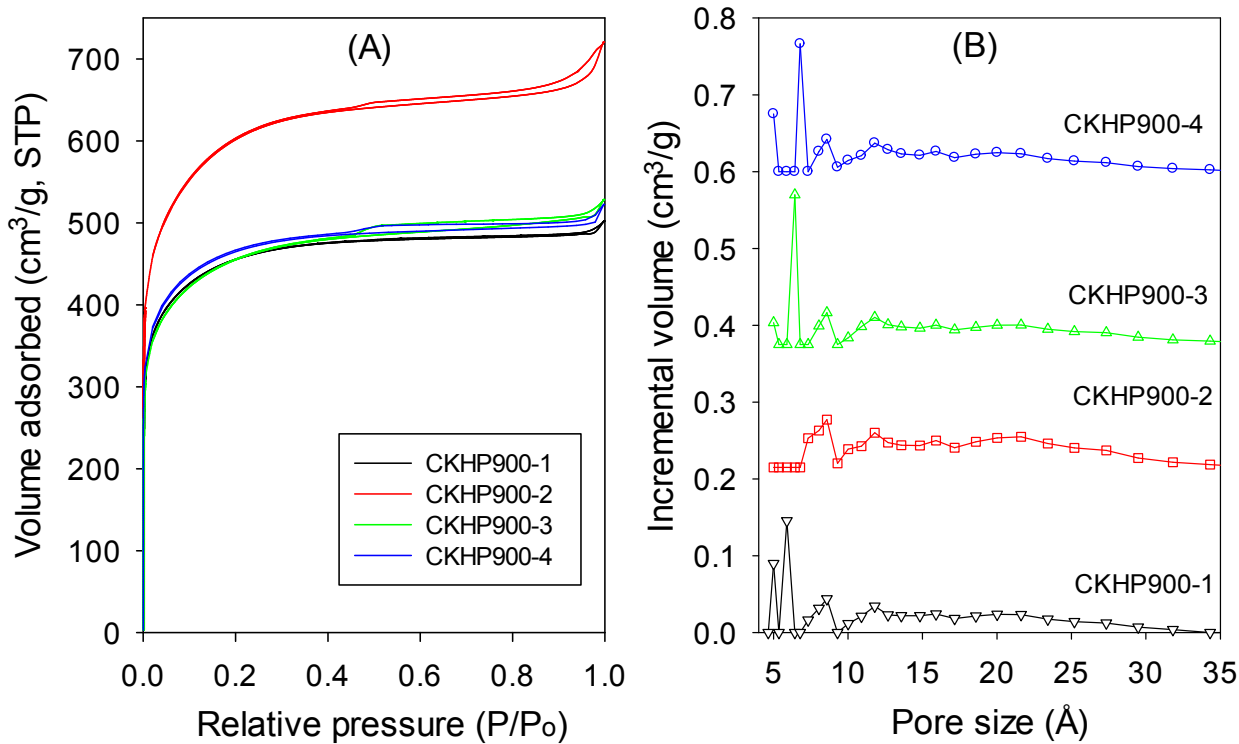 (A)
Volume adsorbed (cm³/g, STP)
700
600
500
400
300
200
100
0
CKHP900-1
CKHP900-2
CKHP900-3
CKHP900-4
0.0 0.2 0.4 0.6 0.8 1.0
Relative pressure (P/Po)
(B)
Incremental volume (cm³/g)
0.8
0.7
0.6
0.5
0.4
0.3
0.2
0.1
0.0
CKHP900-4
CKHP900-3
CKHP900-2
CKHP900-1
5 10 15 20 25 30 35
Pore size (Å)